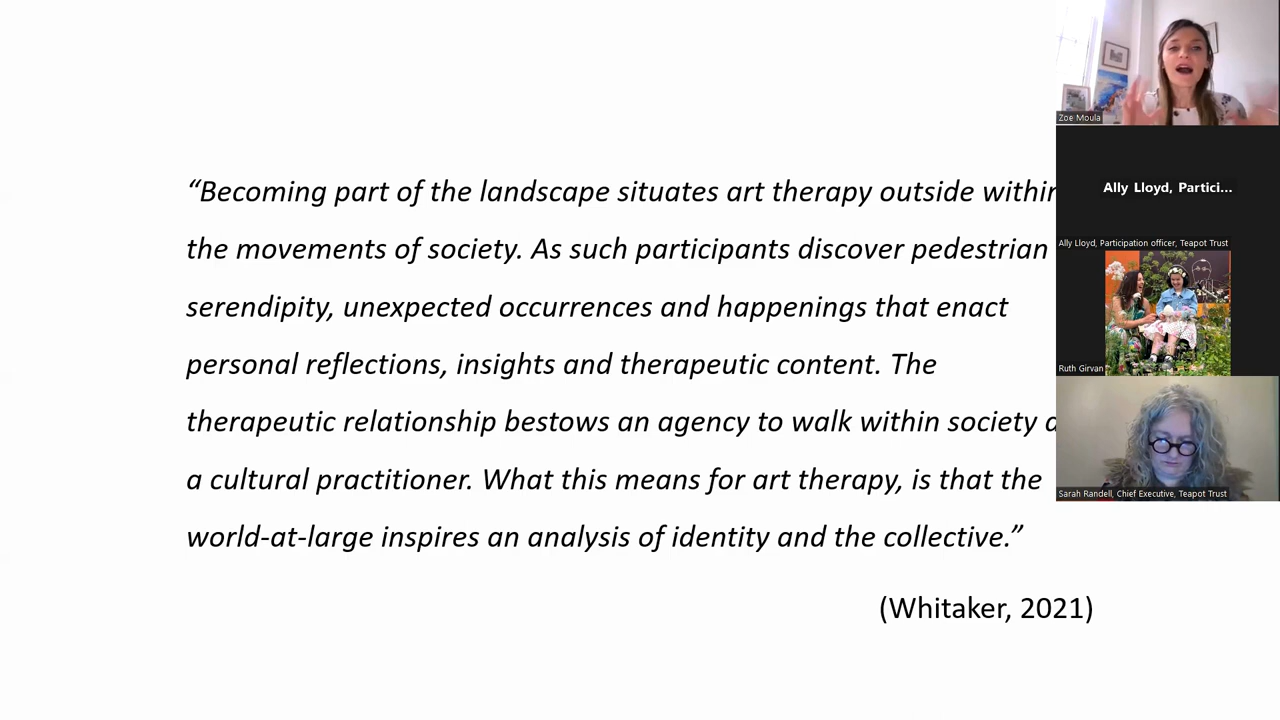 “Becoming part of the landscape situates art therapy outside within
the movements of society. As such participants discover pedestrian
serendipity, unexpected occurrences and happenings that enact
personal reflections, insights and therapeutic content. The
therapeutic relationship bestows an agency to walk within society
a cultural practitioner. What this means for art therapy, is that the
world-at-large inspires an analysis of identity and the collective.”
(Whitaker, 2021)
Zoe Moula
Ally Lloyd, Partici...
Ally Lloyd, Participation officer, Teapot Trust
Ruth Girvan
Sarah Randell, Chief Executive, Teapot Trust